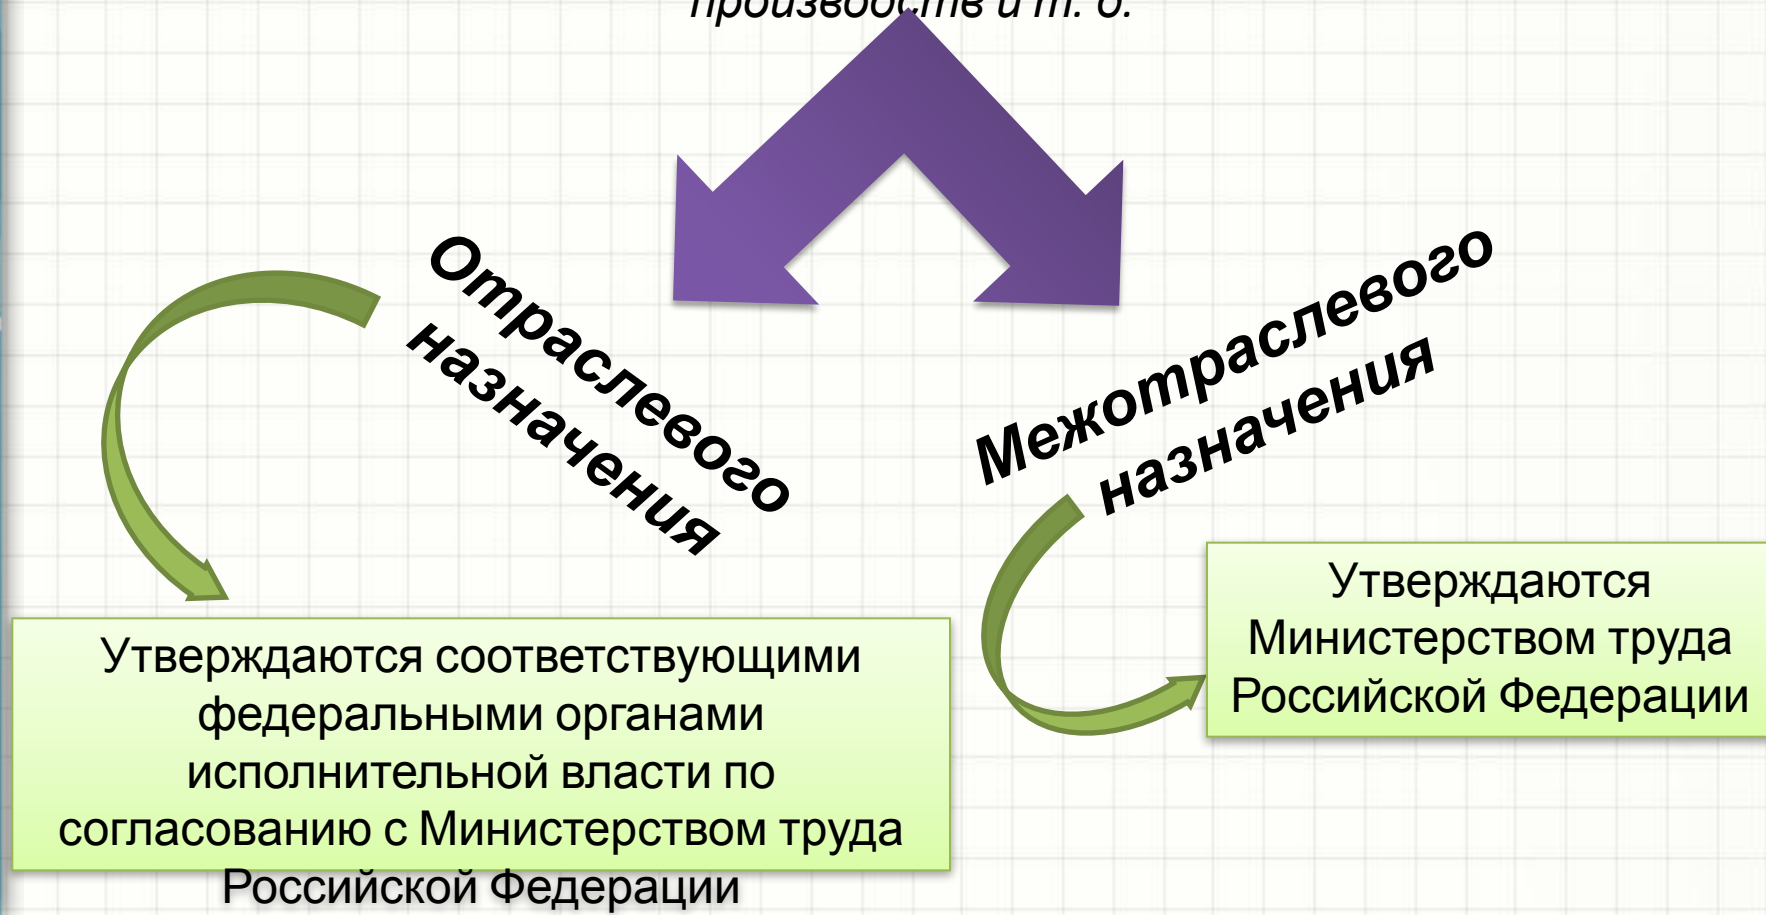 производств и т. д.
Отраслевого
назначения
Межотраслевого
назначения
Утверждаются соответствующими
федеральными органами
исполнительной власти по
согласованию с Министерством труда
Российской Федерации
Утверждаются
Министерством труда
Российской Федерации